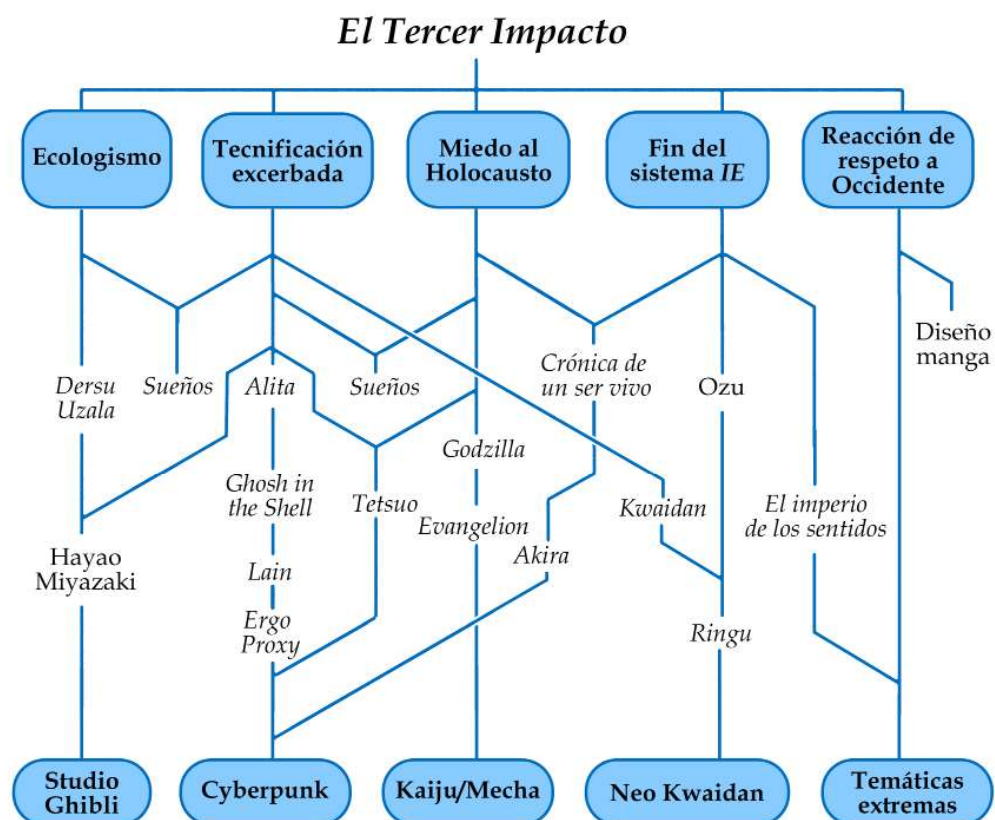 El Tercer Impacto
Ecologismo
Tecnificación
excerbada
Miedo al
Holocausto
Fin del
sistema IE
Reacción de
respeto a
Occidente
Dersu
Uzala
Sueños
Alita
Sueños
Crónica de
un ser vivo
Ozu
Diseño
manga
Godzilla
Ghosh in
the Shell
Tetsuo
Evangelion
Kwaidan
El imperio
de los sentidos
Hayao
Miyazaki
Lain
Akira
Ergo
Proxy
Ringu
Studio
Ghibli
Cyberpunk
Kaiju/Mecha
Neo Kwaidan
Temáticas
extremas